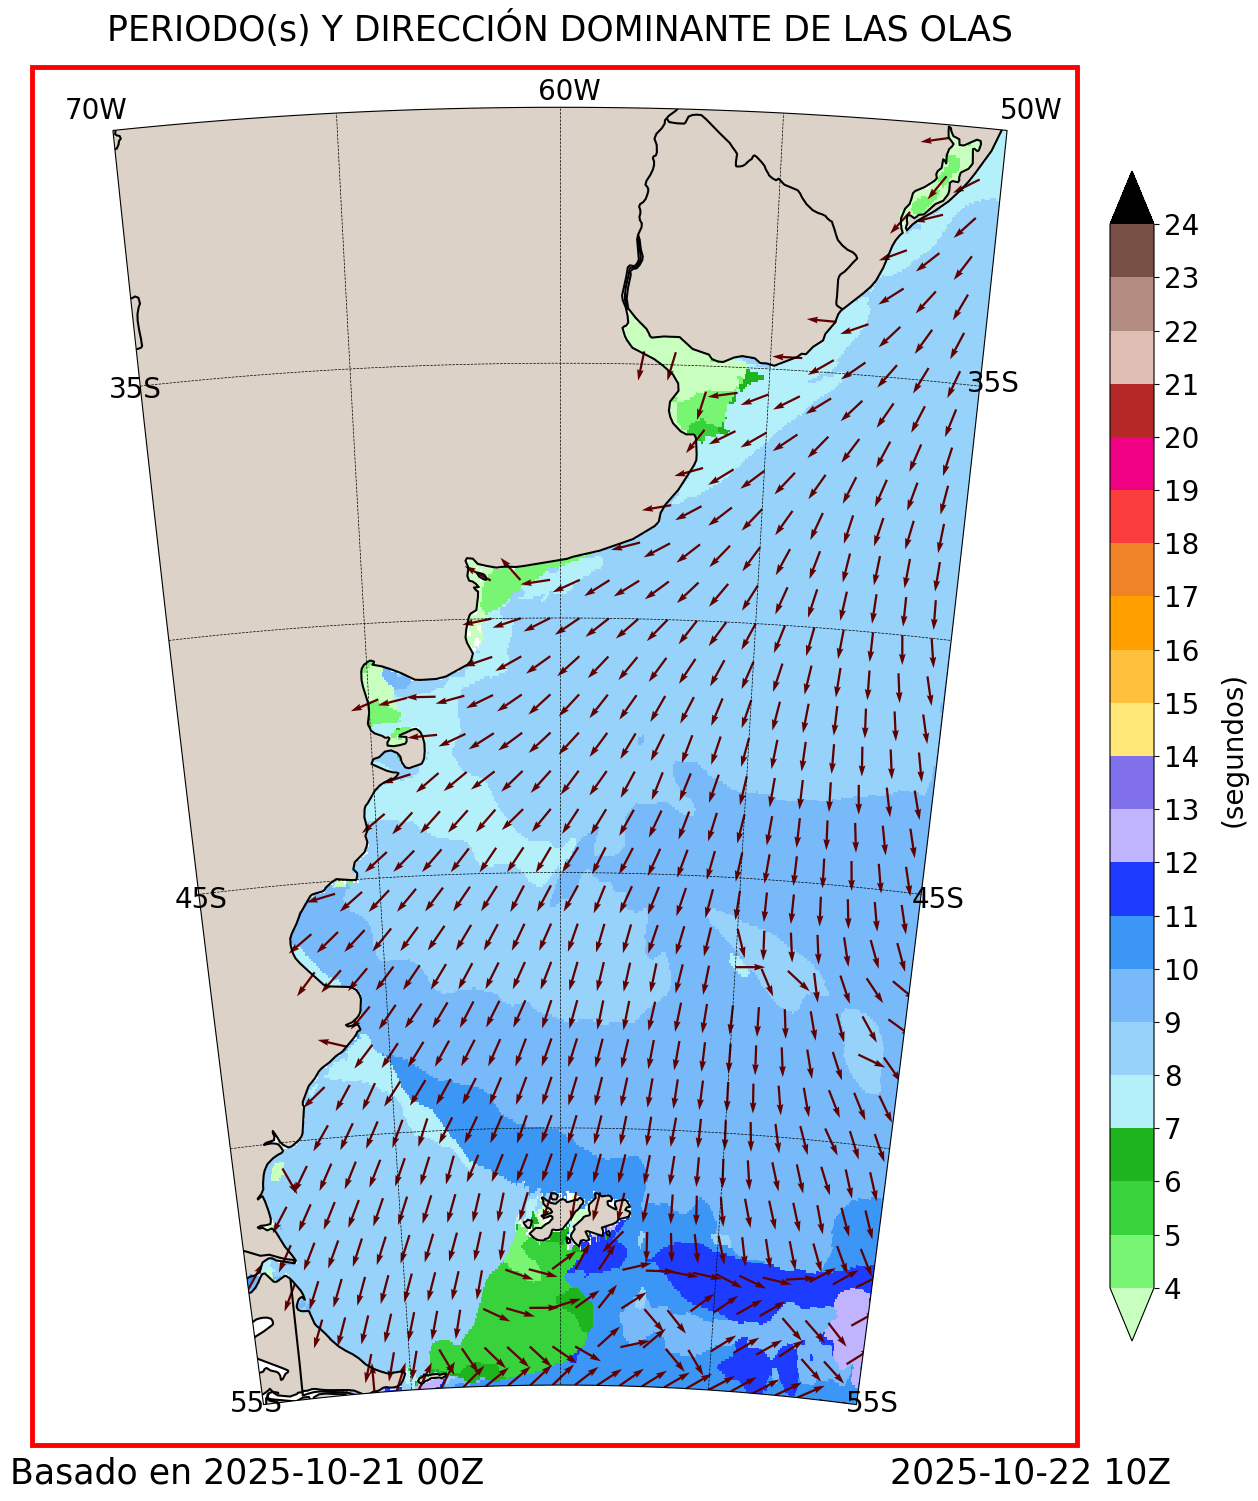 PERIODO(s) Y DIRECCIÓN DOMINANTE DE LAS OLAS
70W
60W
50W
35S
35S
45S
45S
55S
55S
24
23
22
21
20
19
18
17
16
15
14
13
12
11
10
9
8
7
6
5
4
(segundos)
Basado en 2025-10-21 00Z
2025-10-22 10Z